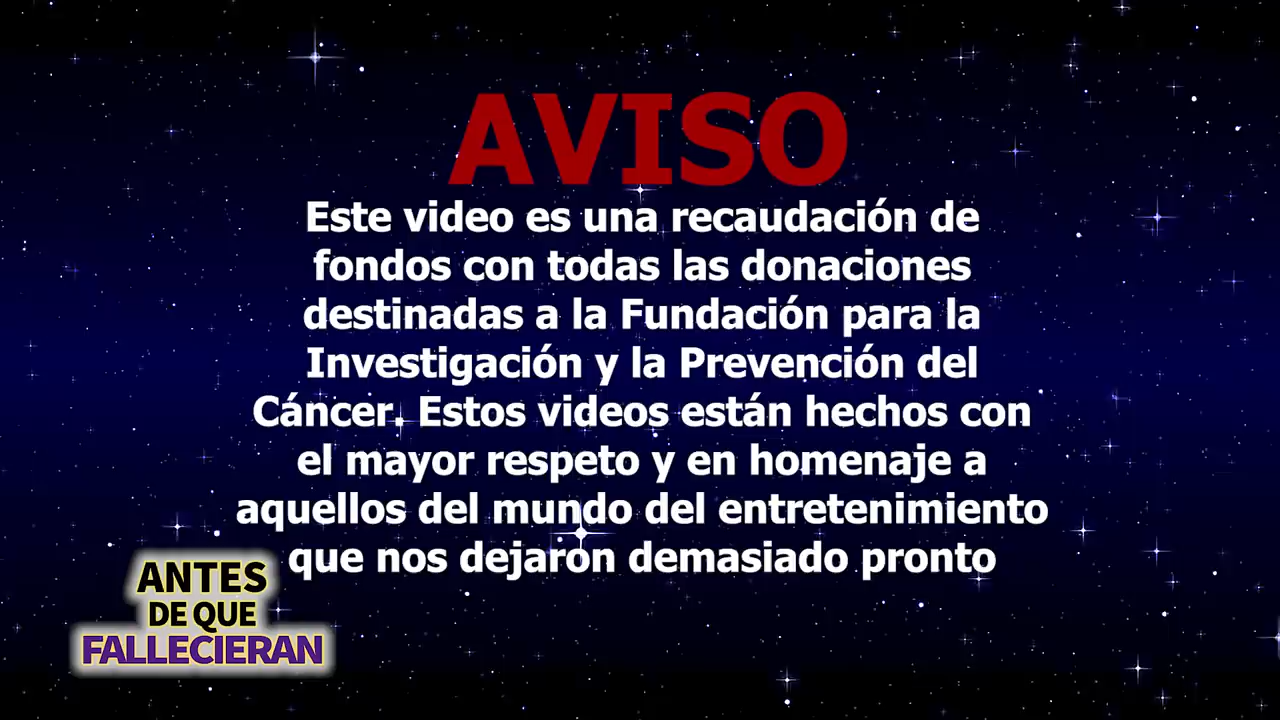 AVISO
Este video es una recaudación de
fondos con todas las donaciones
destinadas a la Fundación para la
Investigación y la Prevención del
Cáncer. Estos videos están hechos con
el mayor respeto y en homenaje a
aquellos del mundo del entretenimiento
que nos dejaron demasiado pronto
ANTES
DE QUE
FALLECIERAN